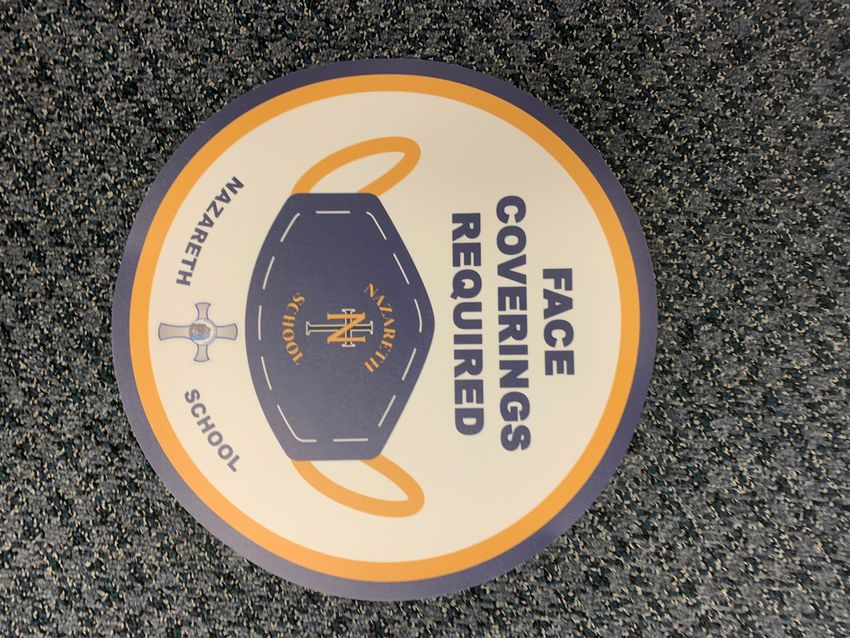 FACE
COVERINGS
REQUIRED
NAZARETH
N
SCHOOL
NAZARETH SCHOOL